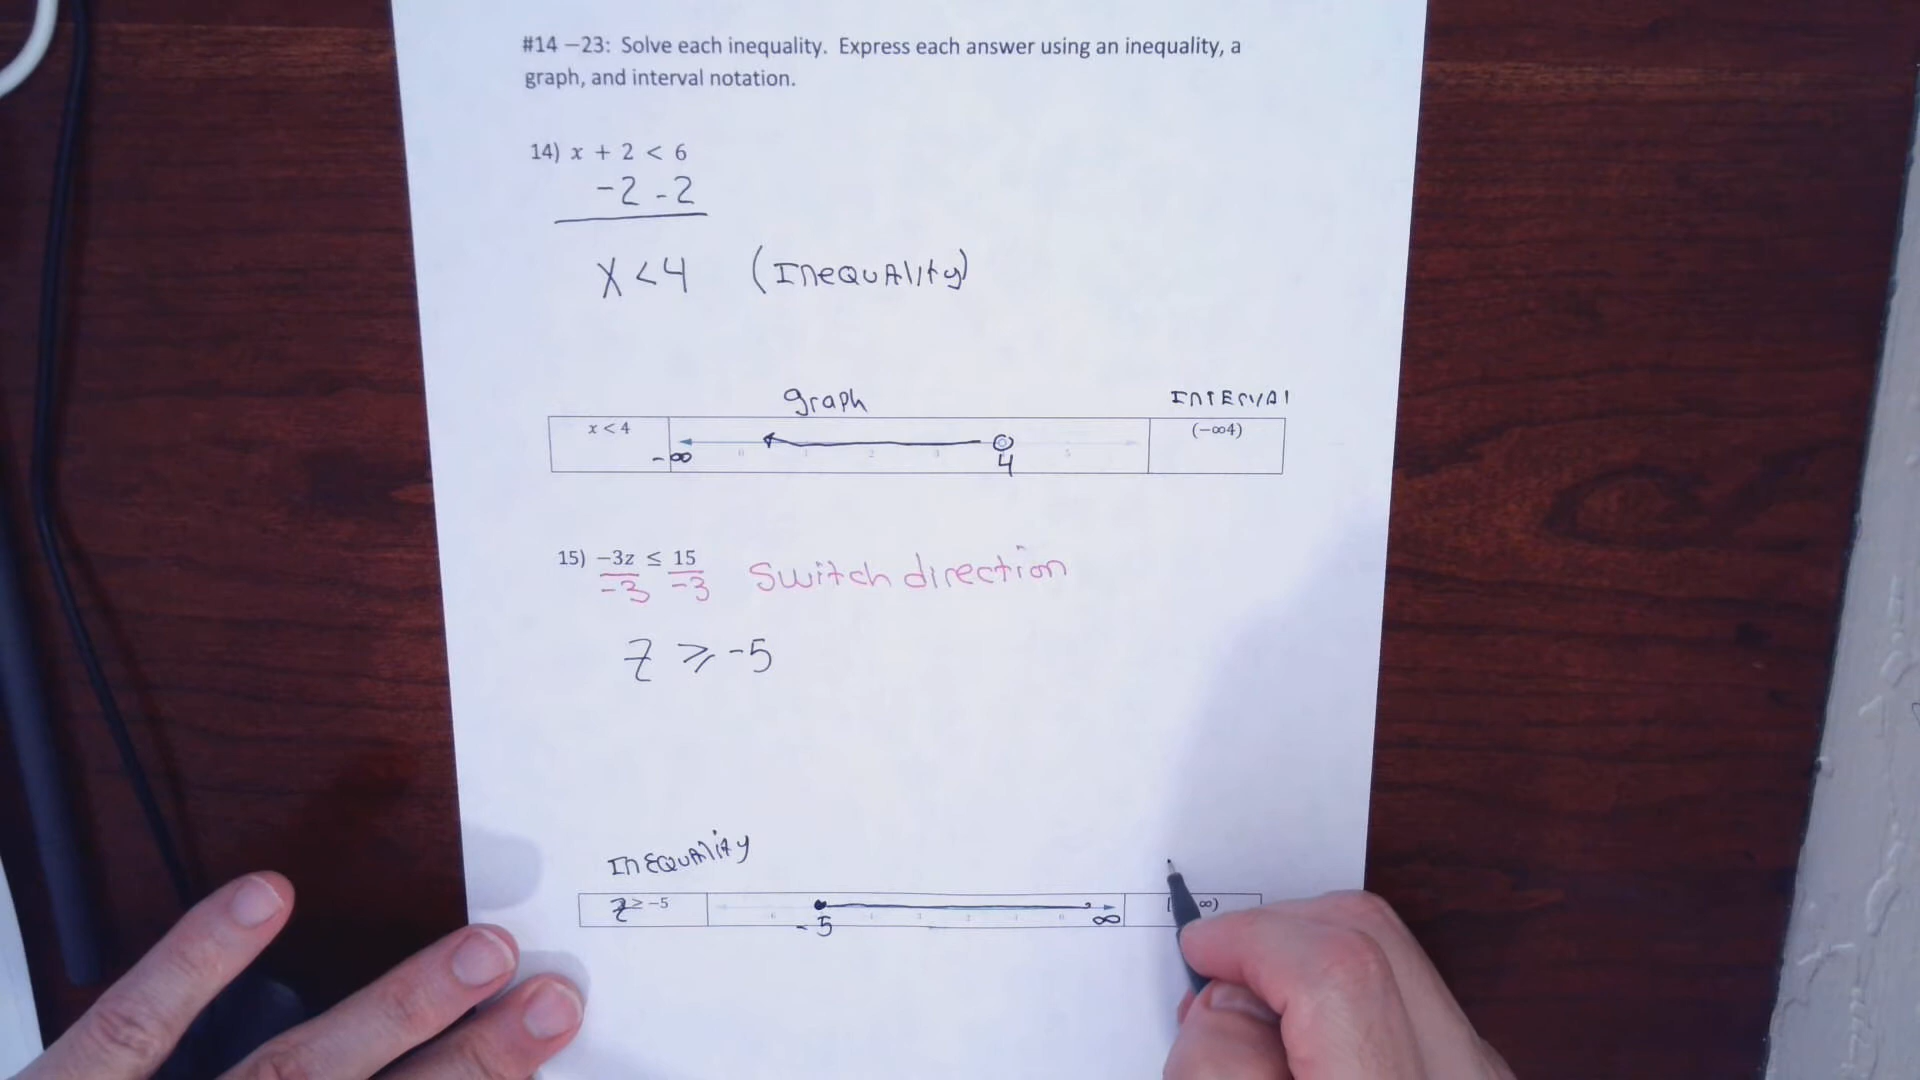 #14 –23: Solve each inequality. Express each answer using an inequality, a
graph, and interval notation.
14) x + 2 < 6
-2 -2
x < 4 (Inequality)
graph INTERVAl
x < 4
(−∞4)
-∞ 4
15) −3z ≤ 15 Switch direction
-3 -3
z ≥ -5
InEquality
z ≥ −5
∞)
-5 ∞